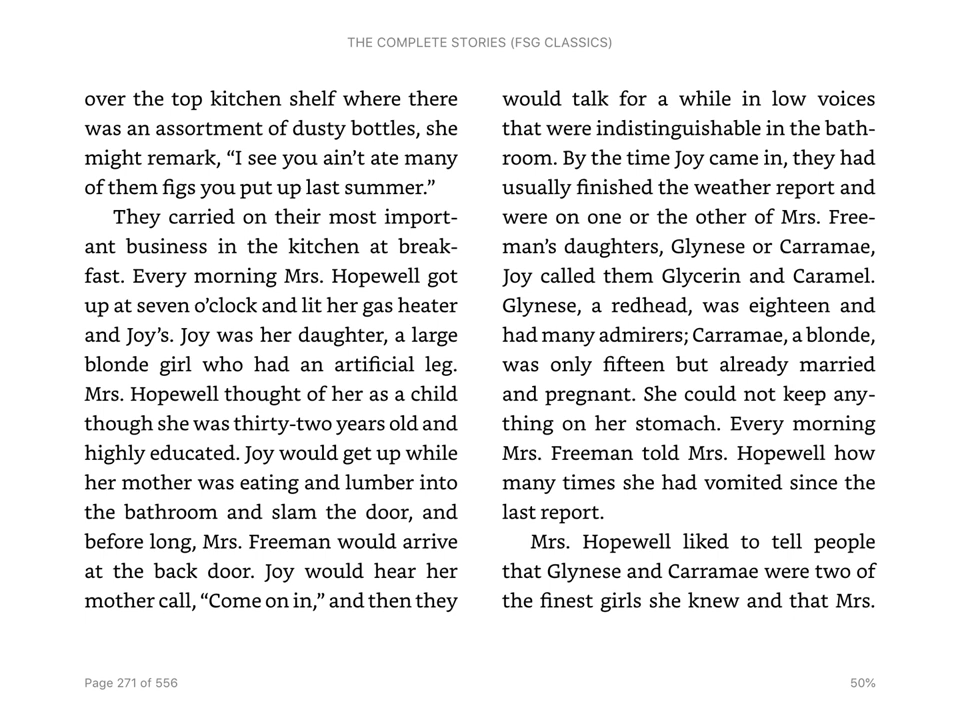 THE COMPLETE STORIES (FSG CLASSICS)
over the top kitchen shelf where there
was an assortment of dusty bottles, she
might remark, “I see you ain’t ate many
of them figs you put up last summer.”
They carried on their most import-
ant business in the kitchen at break-
fast. Every morning Mrs. Hopewell got
up at seven o’clock and lit her gas heater
and Joy’s. Joy was her daughter, a large
blonde girl who had an artificial leg.
Mrs. Hopewell thought of her as a child
though she was thirty-two years old and
highly educated. Joy would get up while
her mother was eating and lumber into
the bathroom and slam the door, and
before long, Mrs. Freeman would arrive
at the back door. Joy would hear her
mother call, “Come on in,” and then they
would talk for a while in low voices
that were indistinguishable in the bath-
room. By the time Joy came in, they had
usually finished the weather report and
were on one or the other of Mrs. Free-
man’s daughters, Glynese or Carramae,
Joy called them Glycerin and Caramel.
Glynese, a redhead, was eighteen and
had many admirers; Carramae, a blonde,
was only fifteen but already married
and pregnant. She could not keep any-
thing on her stomach. Every morning
Mrs. Freeman told Mrs. Hopewell how
many times she had vomited since the
last report.
Mrs. Hopewell liked to tell people
that Glynese and Carramae were two of
the finest girls she knew and that Mrs.
Page 271 of 556
50%